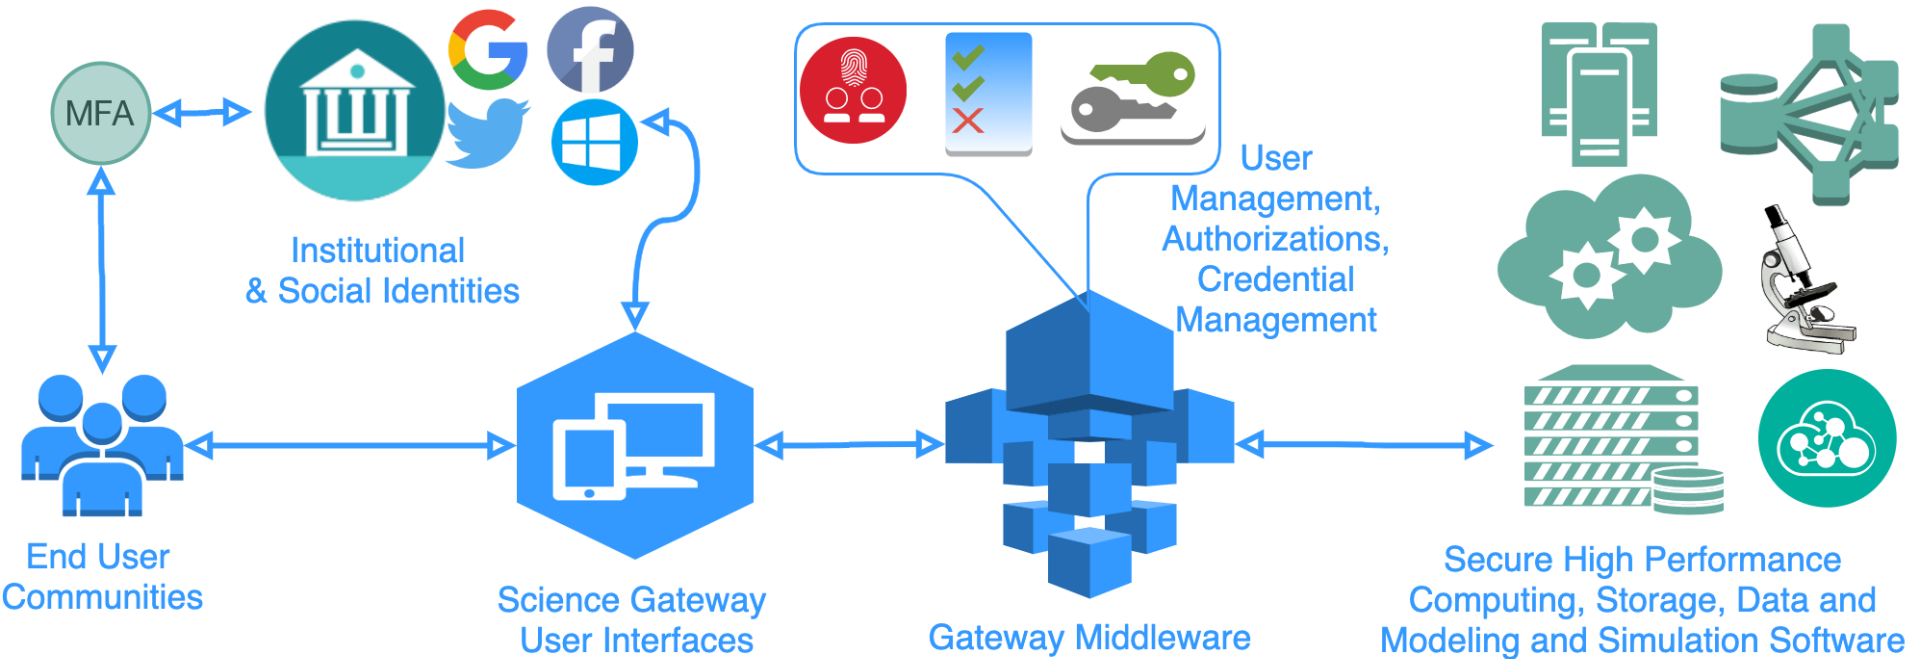 MFA
Institutional
& Social Identities
User
Management,
Authorizations,
Credential
Management
End User
Communities
Science Gateway
User Interfaces
Gateway Middleware
Secure High Performance
Computing, Storage, Data and
Modeling and Simulation Software